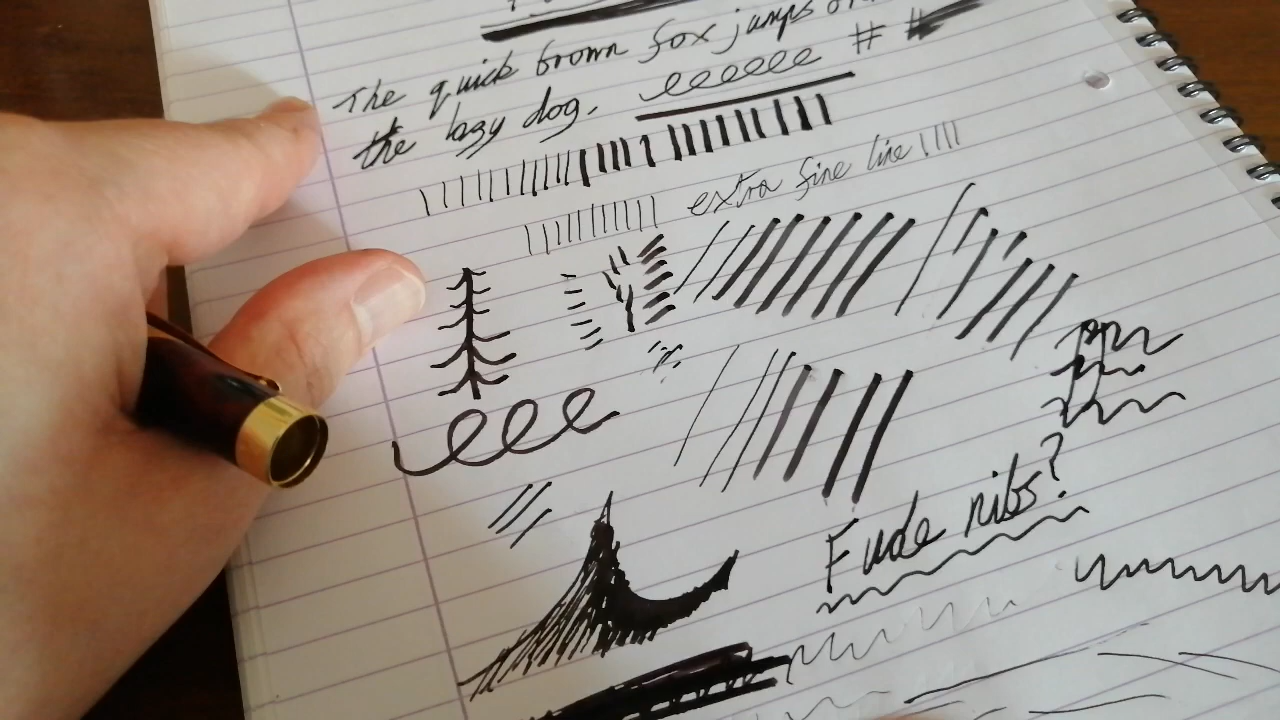 The quick brown fox jumps
the lazy dog.
extra fine line
Fude nibs?